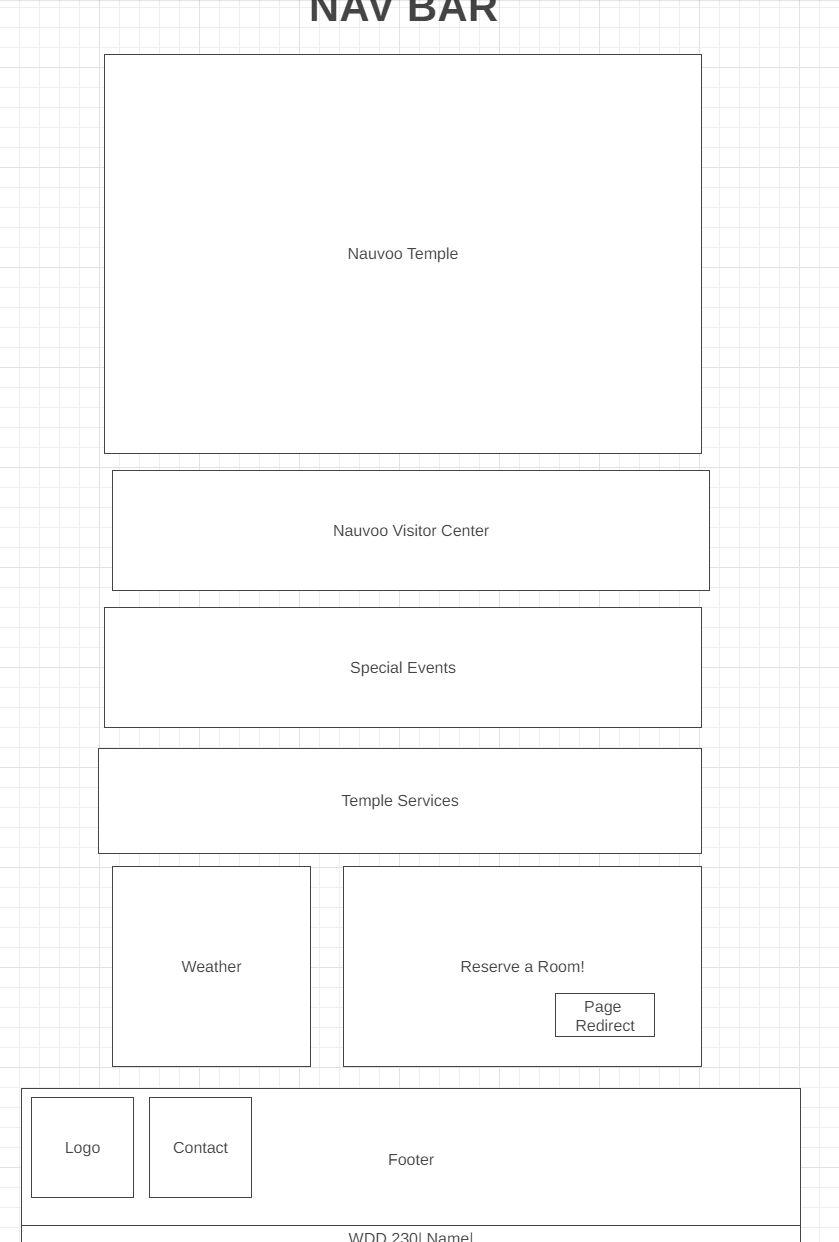 NAV BAR
Nauvoo Temple
Nauvoo Visitor Center
Special Events
Temple Services
Weather
Reserve a Room!
Page
Redirect
Logo
Contact
Footer
WDD 230| Name|